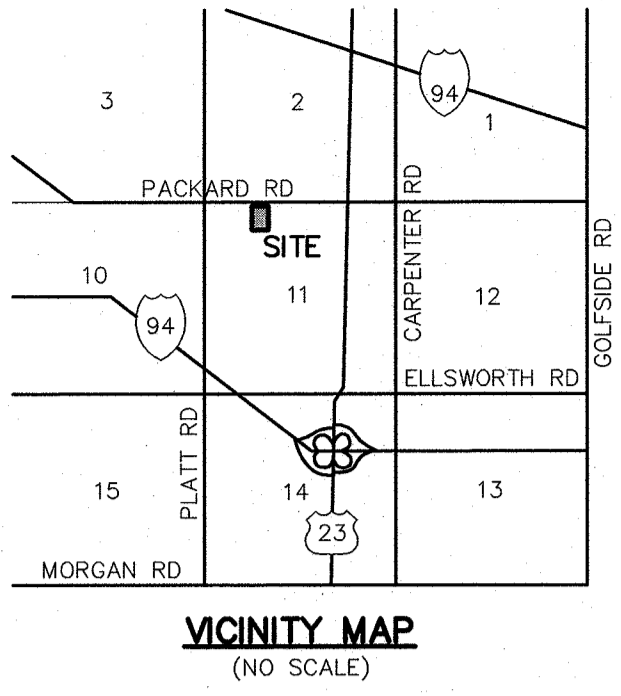 3
2
94
1
PACKARD RD
SITE
CARPENTER RD
GOLFSIDE RD
10
94
11
12
ELLSWORTH RD
PLATT RD
15
14
13
23
MORGAN RD
VICINITY MAP
(NO SCALE)